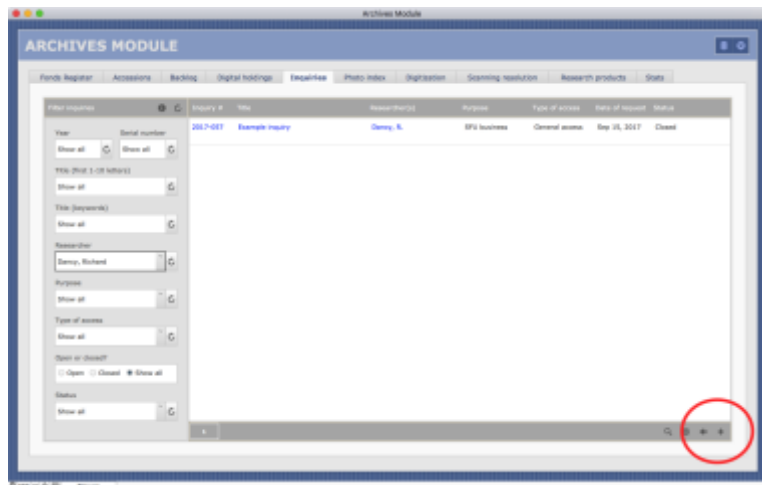 Archives Module
ARCHIVES MODULE
Fonds Register Accessions Backlog Digital holdings Enquiries Photo index Digitization Scanning resolution Research products Stats
Filter inquiries
Inquiry # Title Researcher(s) Purpose Type of access Date of request Status
2017-037 Example inquiry Dancy, R. SFU business General access Sep 15, 2017 Closed
Year Serial number
Show all Show all
Title (first 1-10 letters)
Show all
Title (keywords)
Show all
Researcher
Dancy, Richard
Purpose
Show all
Type of access
Show all
Open or closed?
Open Closed Show all
Status
Show all